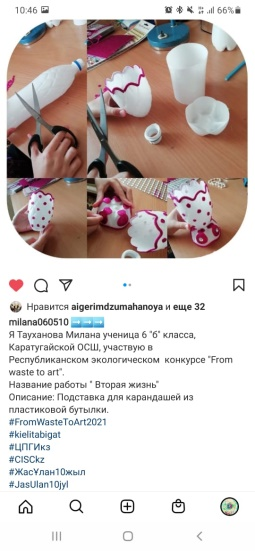 10:46
66%
Нравится aigerimdzumahanoya и еще 32
milana060510 ➡️➡️➡️
Я Тауханова Милана ученица 6 "б" класса,
Каратугайской ОСШ, участвую в
Республиканском экологическом конкурсе "From
waste to art".
Название работы " Вторая жизнь"
Описание: Подставка для карандашей из
пластиковой бутылки.
#FromWasteToArt2021
#kielitabigat
#ЦПГИкз
#CISCkz
#ЖасҰлан10жыл
#JasUlan10jyl